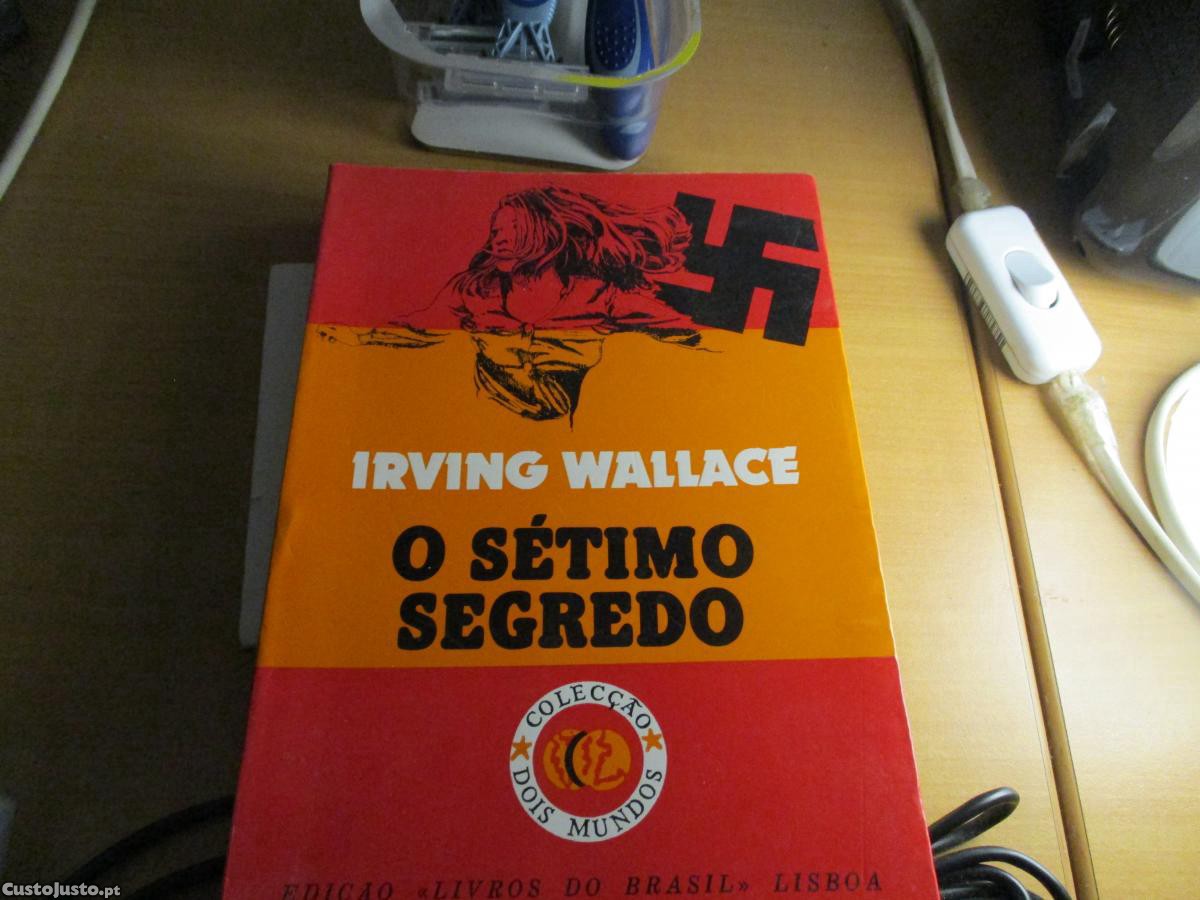 IRVING WALLACE
O SÉTIMO
SEGREDO
COLECÇÃO
DOIS MUNDOS
EDIÇÃO «LIVROS DO BRASIL» LISBOA
CustoJusto.pt